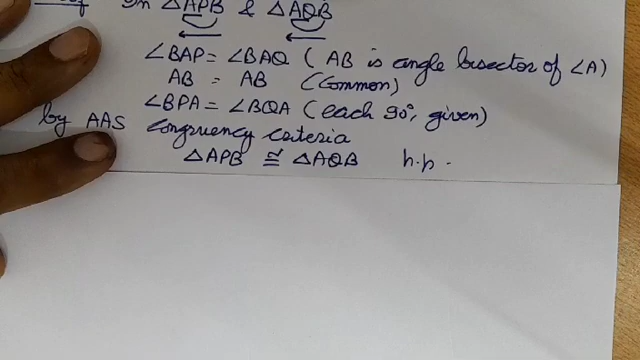 In △APB & △AQB
∠BAP = ∠BAQ (AB is angle bisector of ∠A)
AB = AB (Common)
∠BPA = ∠BQA (each 90°, given)
by AAS congruency criteria
△APB ≅ △AQB h.p.